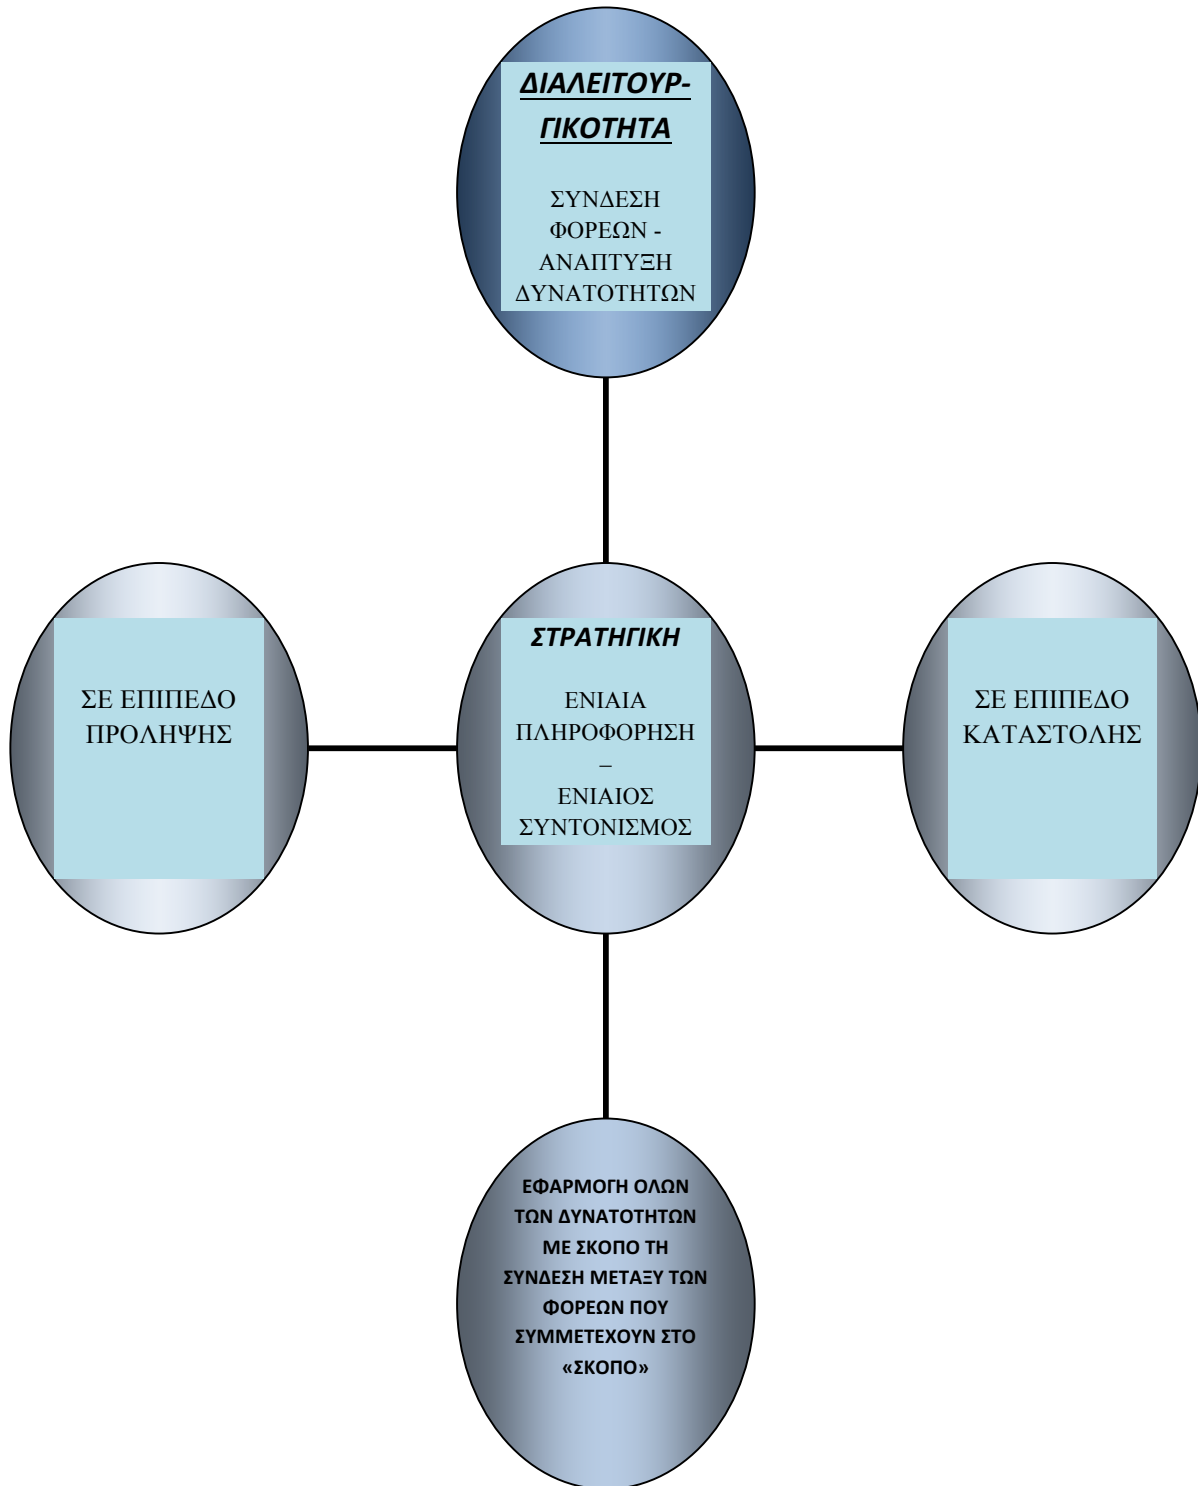 ΔΙΑΛΕΙΤΟΥΡ-
ΓΙΚΟΤΗΤΑ
ΣΥΝΔΕΣΗ
ΦΟΡΕΩΝ -
ΑΝΑΠΤΥΞΗ
ΔΥΝΑΤΟΤΗΤΩΝ
ΣΕ ΕΠΙΠΕΔΟ
ΠΡΟΛΗΨΗΣ
ΣΤΡΑΤΗΓΙΚΗ
ΕΝΙΑΙΑ
ΠΛΗΡΟΦΟΡΗΣΗ
–
ΕΝΙΑΙΟΣ
ΣΥΝΤΟΝΙΣΜΟΣ
ΣΕ ΕΠΙΠΕΔΟ
ΚΑΤΑΣΤΟΛΗΣ
ΕΦΑΡΜΟΓΗ ΟΛΩΝ
ΤΩΝ ΔΥΝΑΤΟΤΗΤΩΝ
ΜΕ ΣΚΟΠΟ ΤΗ
ΣΥΝΔΕΣΗ ΜΕΤΑΞΥ ΤΩΝ
ΦΟΡΕΩΝ ΠΟΥ
ΣΥΜΜΕΤΕΧΟΥΝ ΣΤΟ
«ΣΚΟΠΟ»